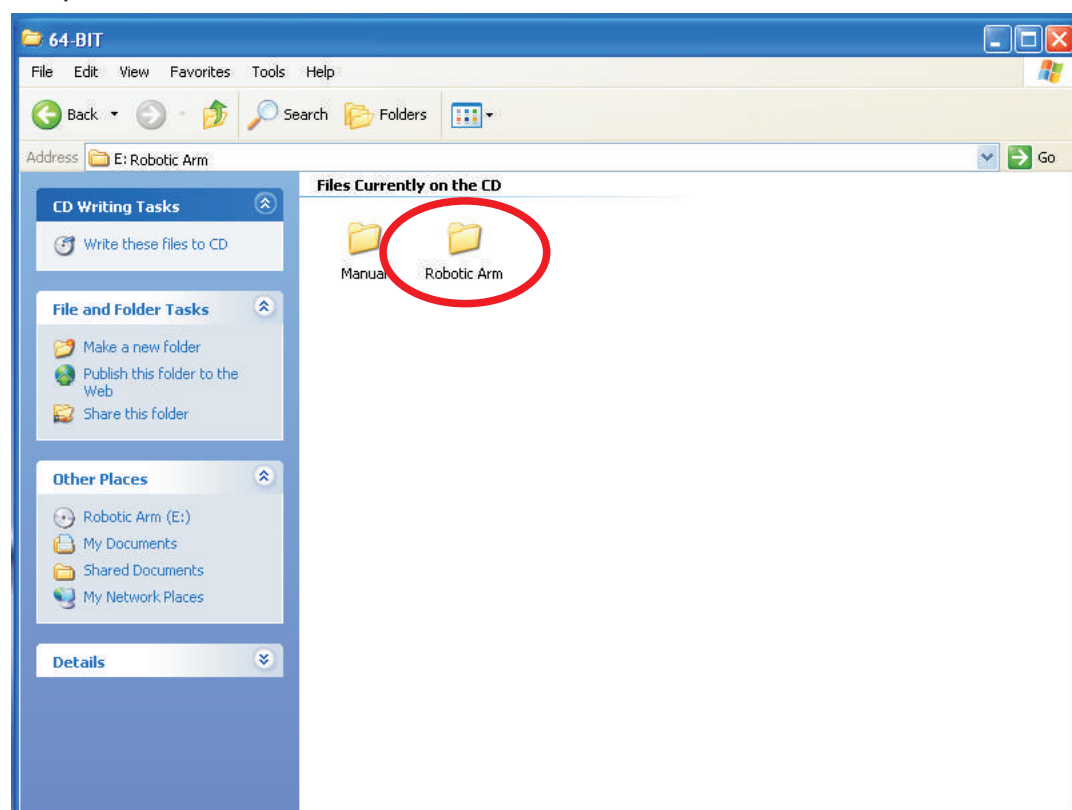 64-BIT
File Edit View Favorites Tools Help
Back Search Folders
Address E: Robotic Arm Go
Files Currently on the CD
CD Writing Tasks
Write these files to CD
Manual Robotic Arm
File and Folder Tasks
Make a new folder
Publish this folder to the
Web
Share this folder
Other Places
Robotic Arm (E:)
My Documents
Shared Documents
My Network Places
Details